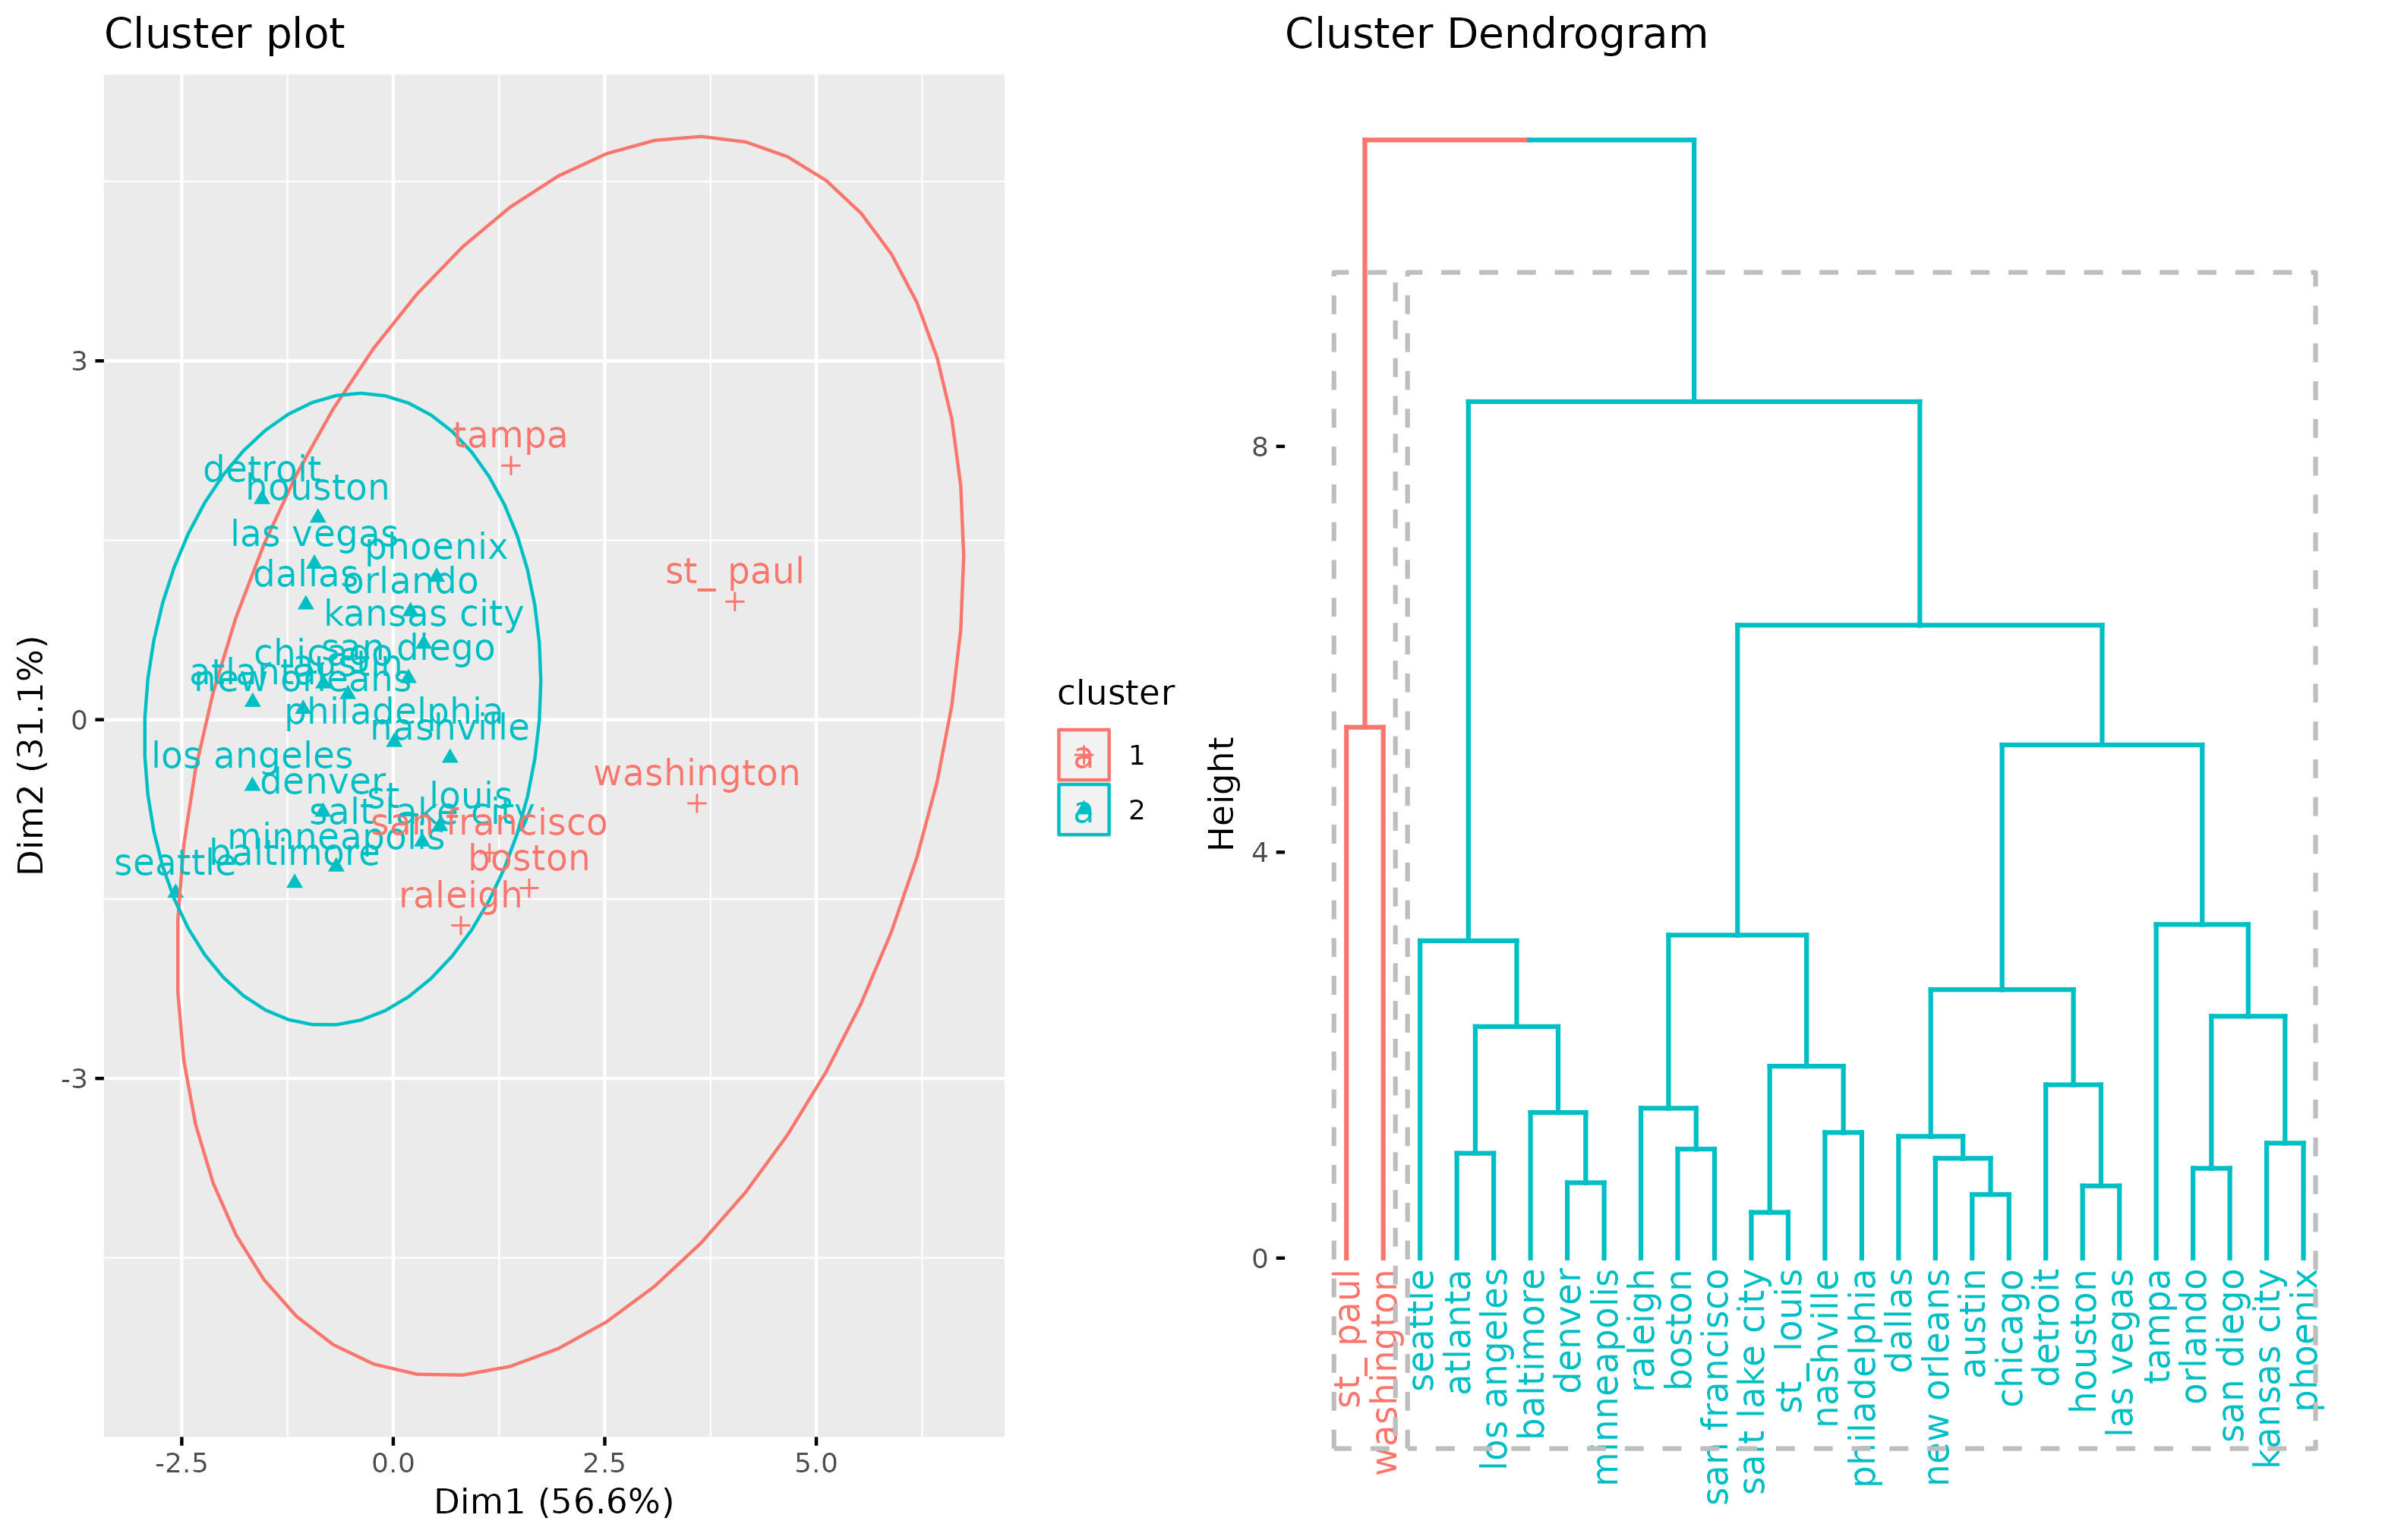 Cluster plot
tampa
detroit
houston
las vegas
phoenix
dallas
orlando
st_ paul
kansas city
san diego
chicago
austin
atlanta
new orleans
philadelphia
nashville
los angeles
washington
denver
st_ louis
salt lake city
san francisco
minneapolis
baltimore
boston
seattle
raleigh
3
0
-3
-2.5
0.0
2.5
5.0
Dim1 (56.6%)
Dim2 (31.1%)
cluster
a 1
a 2
Cluster Dendrogram
Height
8
4
0
st_ paul
washington
seattle
atlanta
los angeles
baltimore
denver
minneapolis
raleigh
boston
san francisco
salt lake city
st_ louis
nashville
philadelphia
dallas
new orleans
austin
chicago
detroit
houston
las vegas
tampa
orlando
san diego
kansas city
phoenix